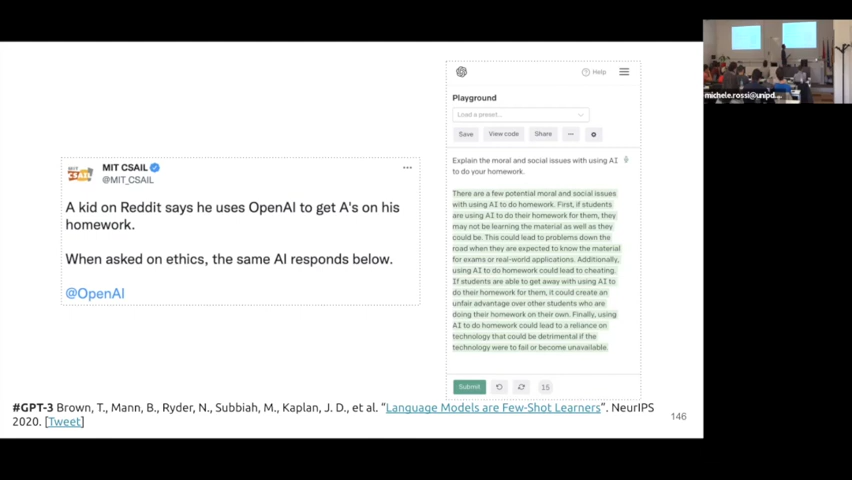 MIT CSAIL
@MIT_CSAIL
A kid on Reddit says he uses OpenAI to get A's on his
homework.
When asked on ethics, the same AI responds below.
@OpenAI
Help
Playground
Load a preset...
Save
View code
Share
Explain the moral and social issues with using AI
to do your homework.
There are a few potential moral and social issues
with using AI to do homework. First, if students
are using AI to do their homework for them, they
may not be learning the material as well as they
could be. This could lead to problems down the
road when they are expected to know the material
for exams or real-world applications. Additionally,
using AI to do homework could lead to cheating.
If students are able to get away with using AI to
do their homework for them, it could create an
unfair advantage over other students who are
doing their homework on their own. Finally, using
AI to do homework could lead to a reliance on
technology that could be detrimental if the
technology were to fail or become unavailable.
Submit
15
#GPT-3 Brown, T., Mann, B., Ryder, N., Subbiah, M., Kaplan, J. D., et al. “Language Models are Few-Shot Learners”. NeurIPS
2020. [Tweet]
146
michele.rossi@unipd...